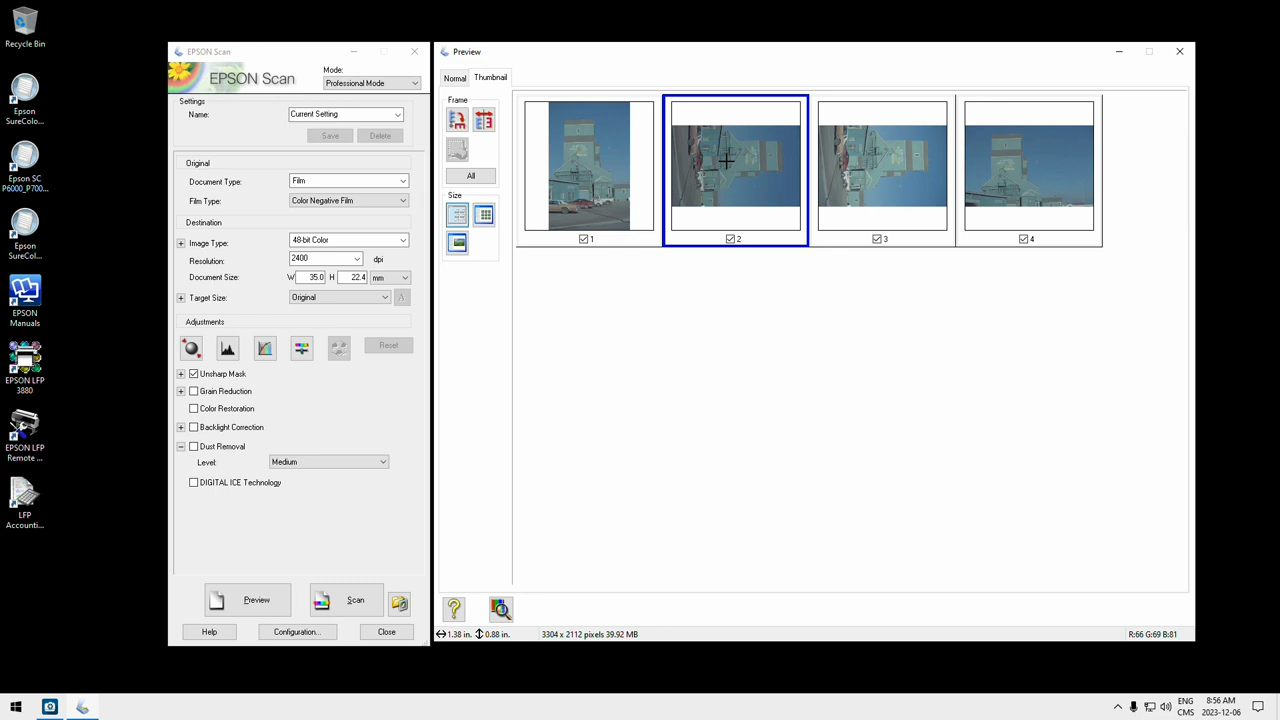 Recycle Bin
Epson
SureColo...
Epson SC
P6000_P700...
Epson
SureColo...
EPSON
Manuals
EPSON LFP
3880
EPSON LFP
Remote ...
LFP
Accounti...
EPSON Scan
EPSON Scan
Mode:
Professional Mode
Settings
Name:
Current Setting
Save
Delete
Original
Document Type:
Film
Film Type:
Color Negative Film
Destination
Image Type:
48-bit Color
Resolution:
2400
dpi
Document Size:
W
35.0
H
22.4
mm
Target Size:
Original
A
Adjustments
Reset
Unsharp Mask
Grain Reduction
Color Restoration
Backlight Correction
Dust Removal
Level:
Medium
DIGITAL ICE Technology
Preview
Scan
Help
Configuration...
Close
Preview
Normal
Thumbnail
Frame
All
Size
1
2
3
4
1.38 in.
0.88 in.
3304 x 2112 pixels 39.92 MB
R:66 G:69 B:81
ENG
CMS
8:56 AM
2023-12-06